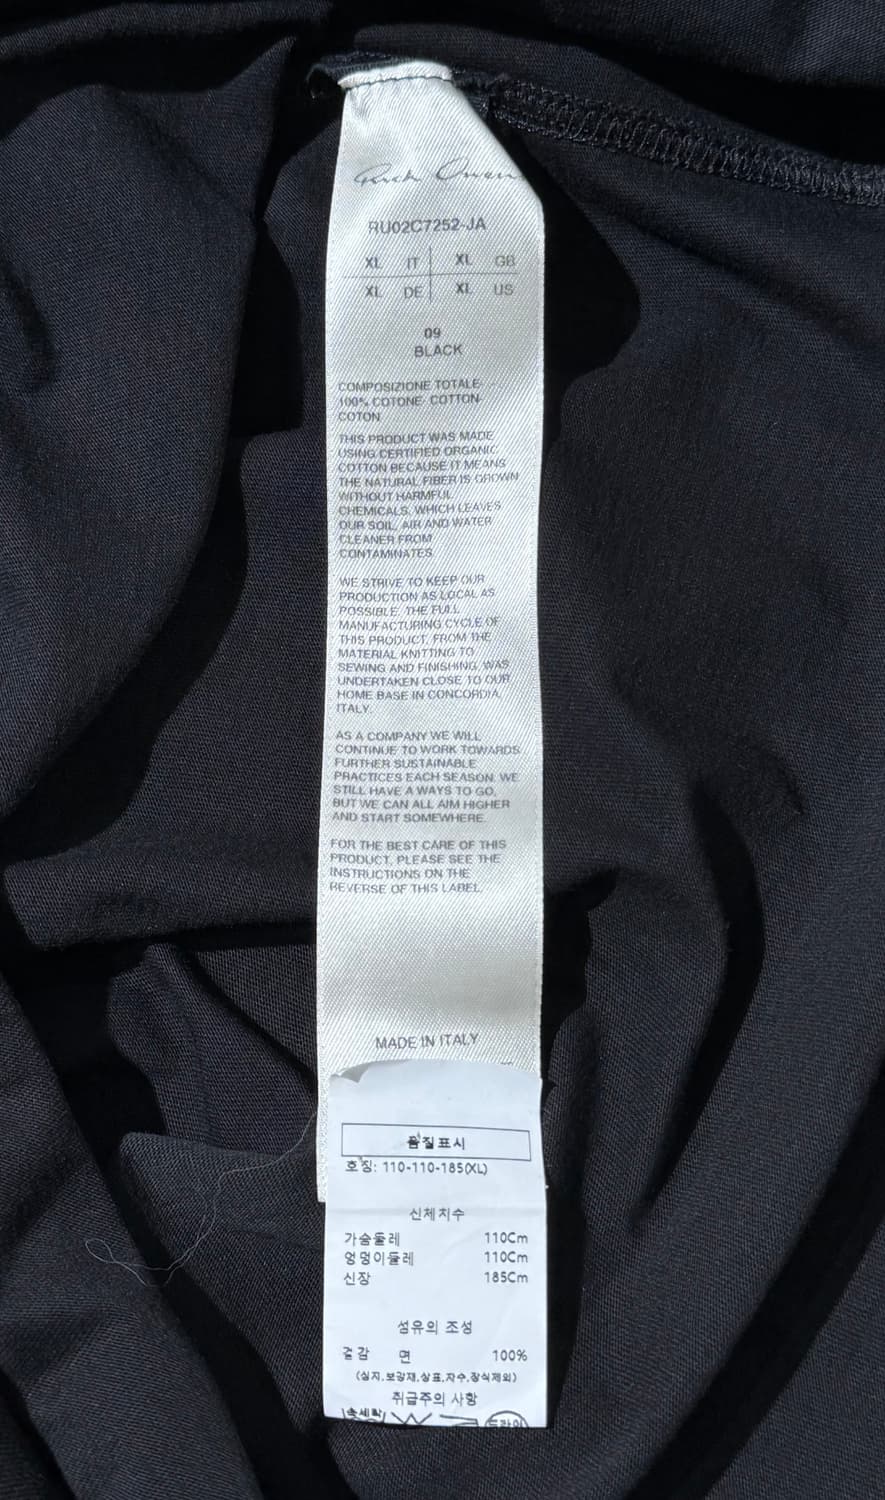 Rick Owens
RU02C7252-JA
XL IT XL GB
XL DE XL US
09
BLACK
COMPOSIZIONE TOTALE-
100% COTONE- COTTON-
COTON
THIS PRODUCT WAS MADE
USING CERTIFIED ORGANIC
COTTON BECAUSE IT MEANS
THE NATURAL FIBER IS GROWN
WITHOUT HARMFUL
CHEMICALS, WHICH LEAVES
OUR SOIL, AIR AND WATER
CLEANER FROM
CONTAMINATES.
WE STRIVE TO KEEP OUR
PRODUCTION AS LOCAL AS
POSSIBLE. THE FULL
MANUFACTURING CYCLE OF
THIS PRODUCT, FROM THE
MATERIAL KNITTING TO
SEWING AND FINISHING, WAS
UNDERTAKEN CLOSE TO OUR
HOME BASE IN CONCORDIA,
ITALY.
AS A COMPANY WE WILL
CONTINUE TO WORK TOWARDS
FURTHER SUSTAINABLE
PRACTICES EACH SEASON. WE
STILL HAVE A WAYS TO GO,
BUT WE CAN ALL AIM HIGHER
AND START SOMEWHERE.
FOR THE BEST CARE OF THIS
PRODUCT, PLEASE SEE THE
INSTRUCTIONS ON THE
REVERSE OF THIS LABEL.
MADE IN ITALY
품질표시
호칭: 110-110-185(XL)
신체치수
가슴둘레 110Cm
엉덩이둘레 110Cm
신장 185Cm
섬유의 조성
겉감 면 100%
(심지,보강재,상표,자수,장식제외)
취급주의 사항
손세탁 드라이